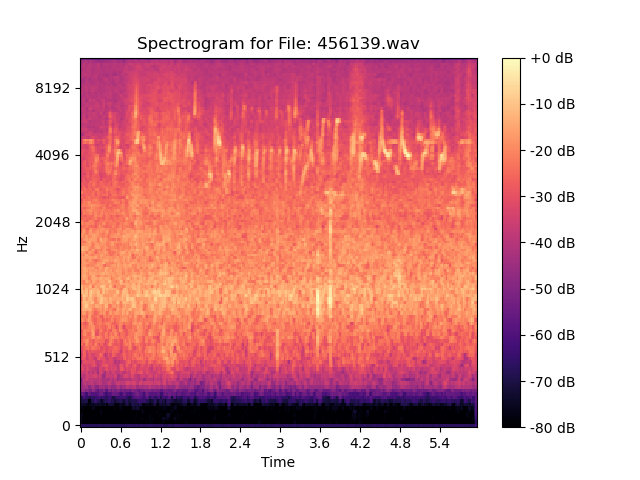 Spectrogram for File: 456139.wav
+0 dB
8192
-10 dB
4096
-20 dB
-30 dB
2048
-40 dB
Hz
1024
-50 dB
-60 dB
512
-70 dB
0
-80 dB
0 0.6 1.2 1.8 2.4 3 3.6 4.2 4.8 5.4
Time